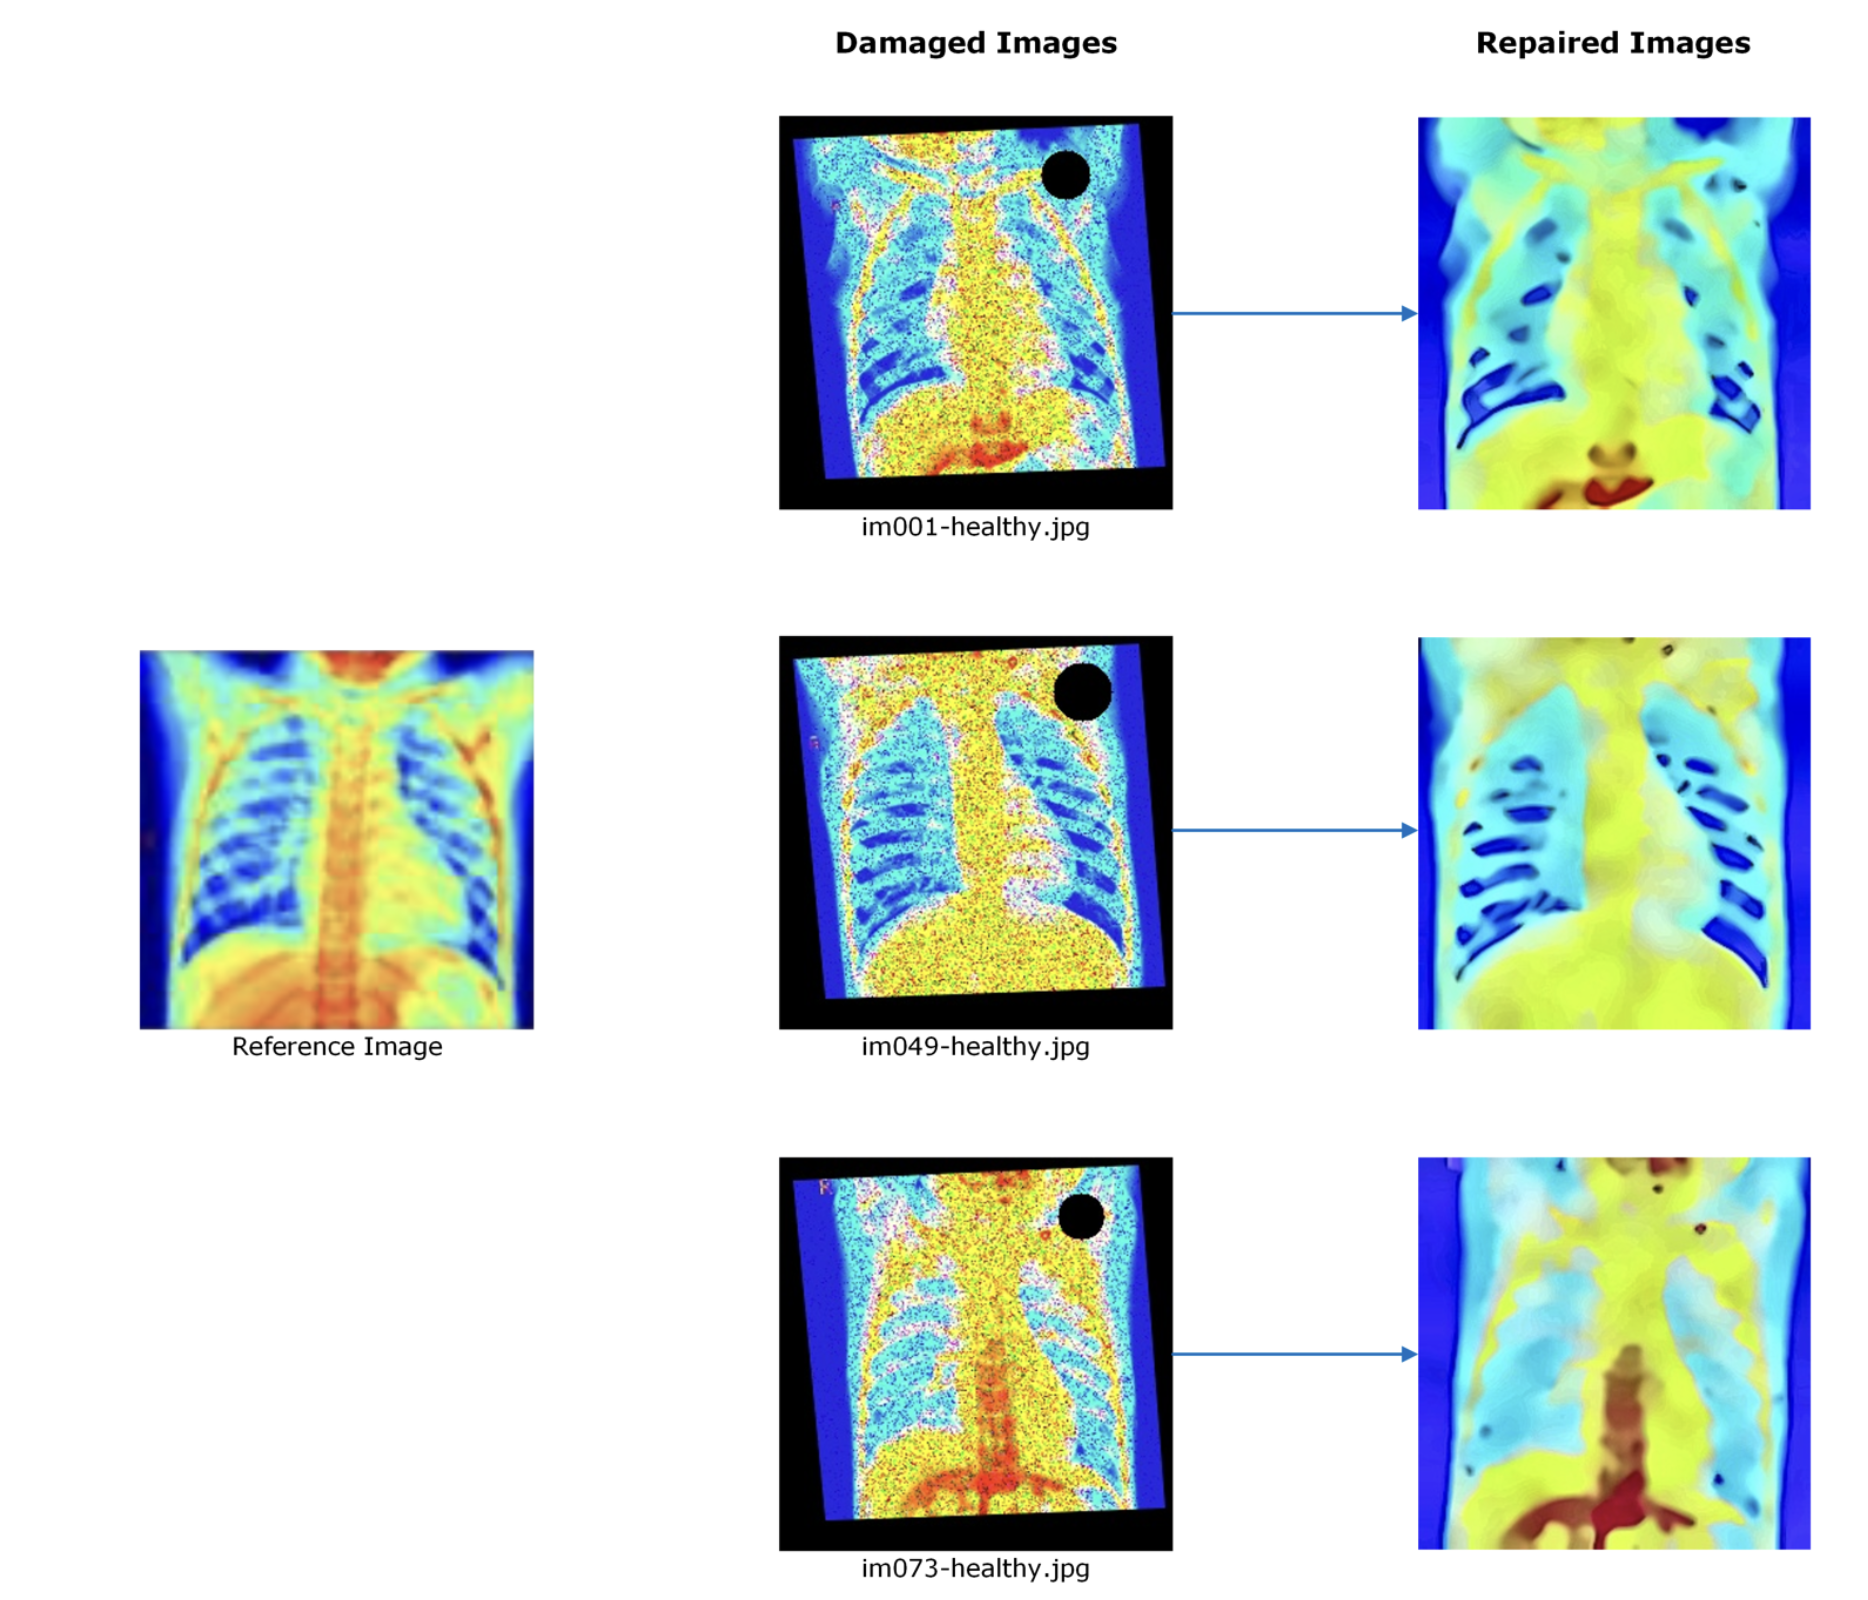 Damaged Images
Repaired Images
im001-healthy.jpg
Reference Image
im049-healthy.jpg
R
im073-healthy.jpg